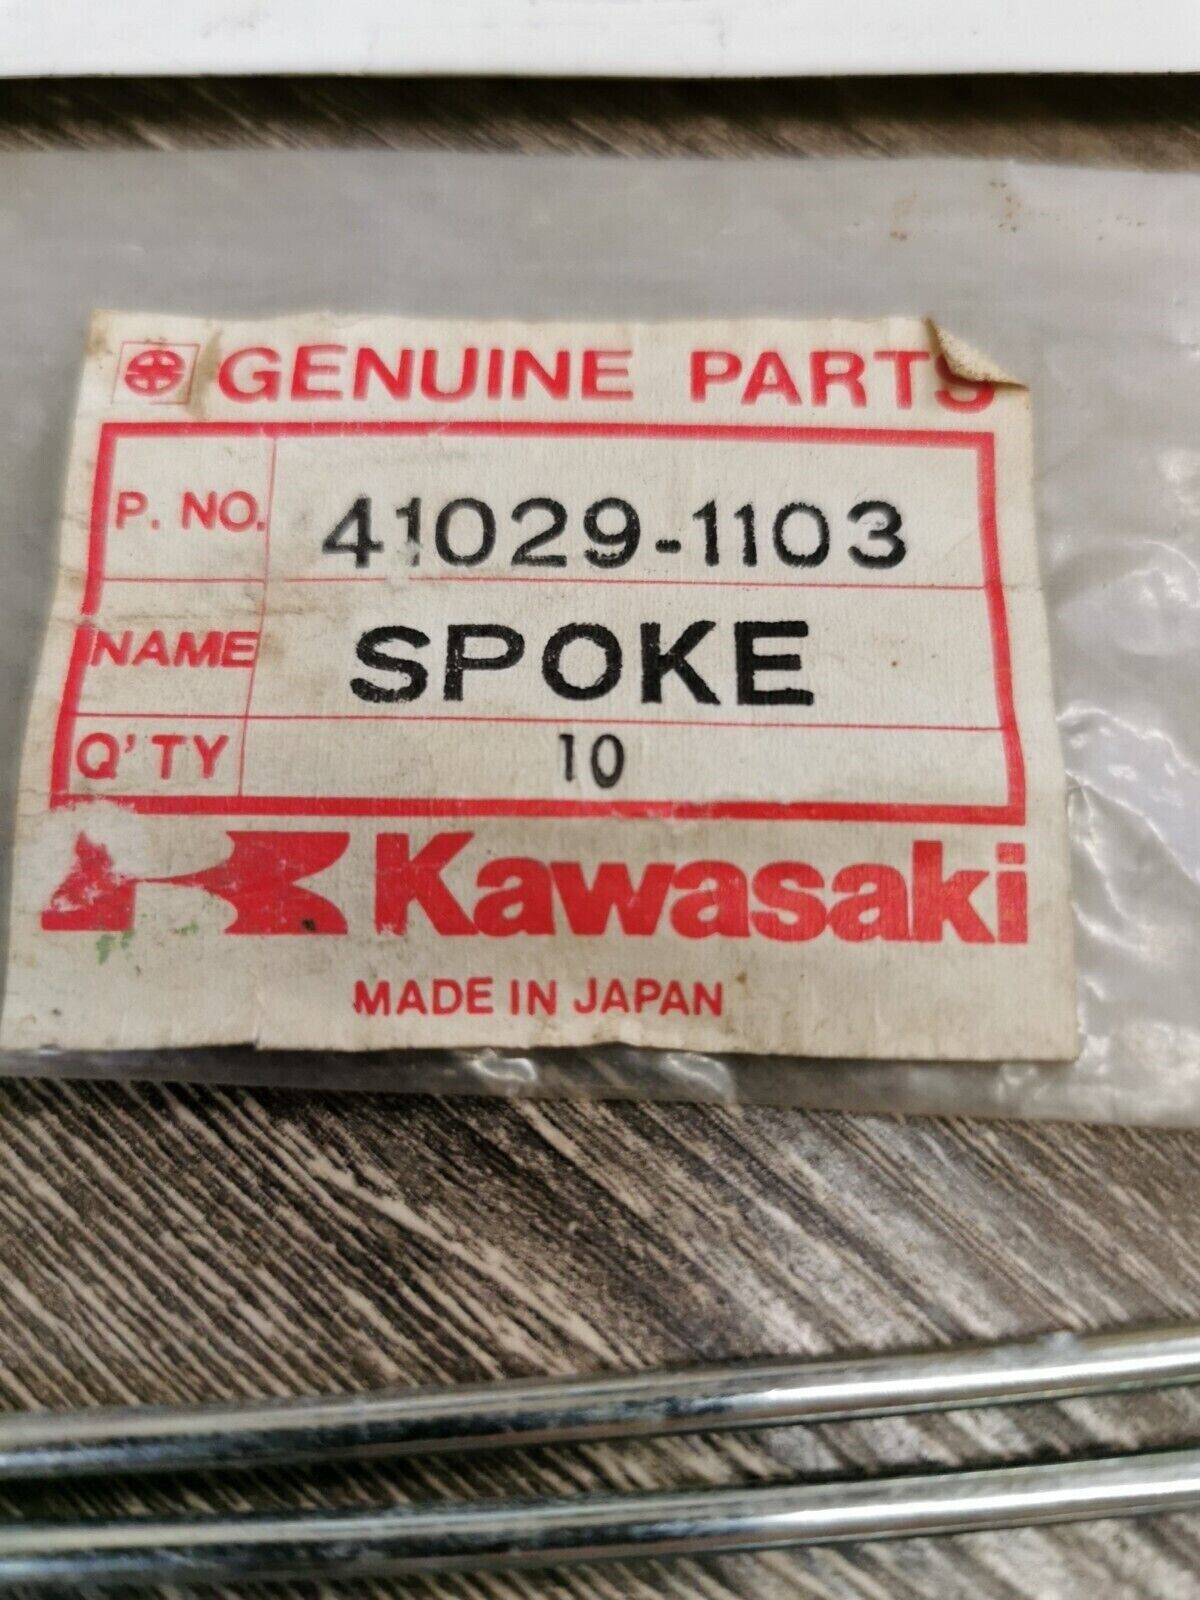 GENUINE PARTS
P. NO. 41029-1103
NAME SPOKE
Q'TY 10
Kawasaki
MADE IN JAPAN